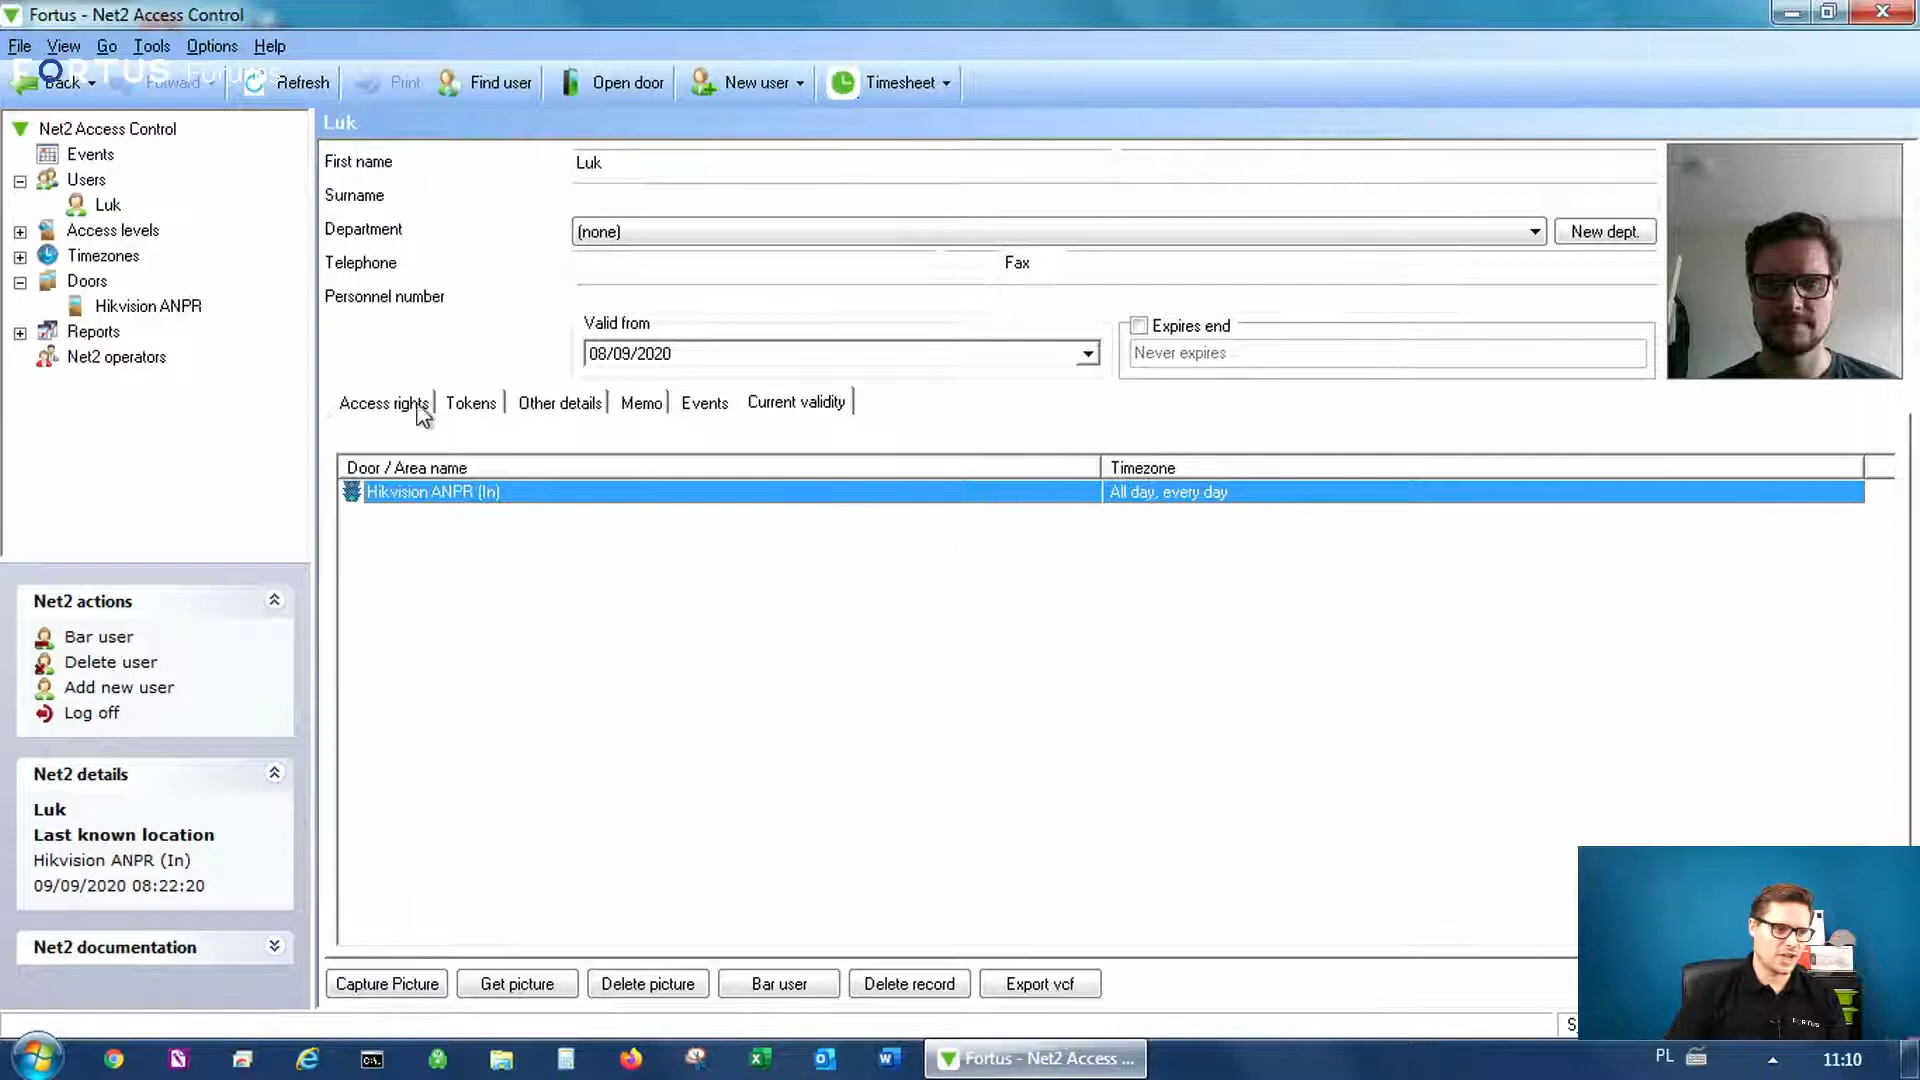 Fortus - Net2 Access Control
File View Go Tools Options Help
FORTUS Forums
Back Forward Refresh Print Find user Open door New user Timesheet
Net2 Access Control
Events
Users
Luk
Access levels
Timezones
Doors
Hikvision ANPR
Reports
Net2 operators
Net2 actions
Bar user
Delete user
Add new user
Log off
Net2 details
Luk
Last known location
Hikvision ANPR (In)
09/09/2020 08:22:20
Net2 documentation
Luk
First name Luk
Surname
Department (none) New dept.
Telephone Fax
Personnel number
Valid from Expires end
08/09/2020 Never expires
Access rights Tokens Other details Memo Events Current validity
Door / Area name Timezone
Hikvision ANPR (In) All day, every day
Capture Picture Get picture Delete picture Bar user Delete record Export vcf
S
FORTUS
Fortus - Net2 Access ... PL 11:10